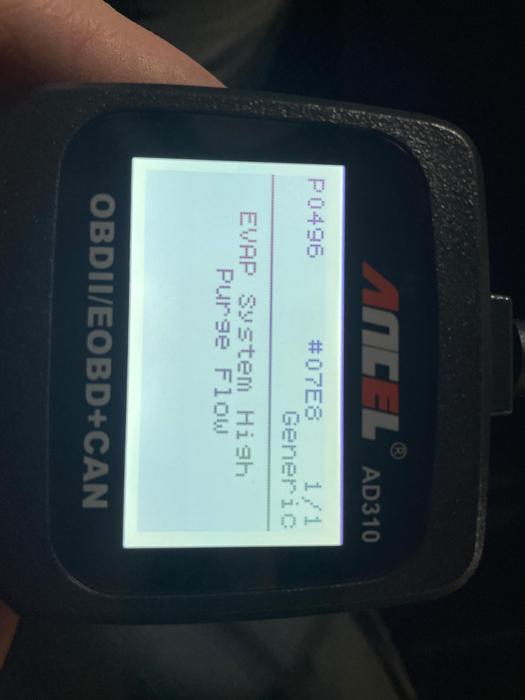 ANCEL® AD310
P0496 #07E8 1/1
Generic
EVAP System High
Purge Flow
OBDII/EOBD+CAN